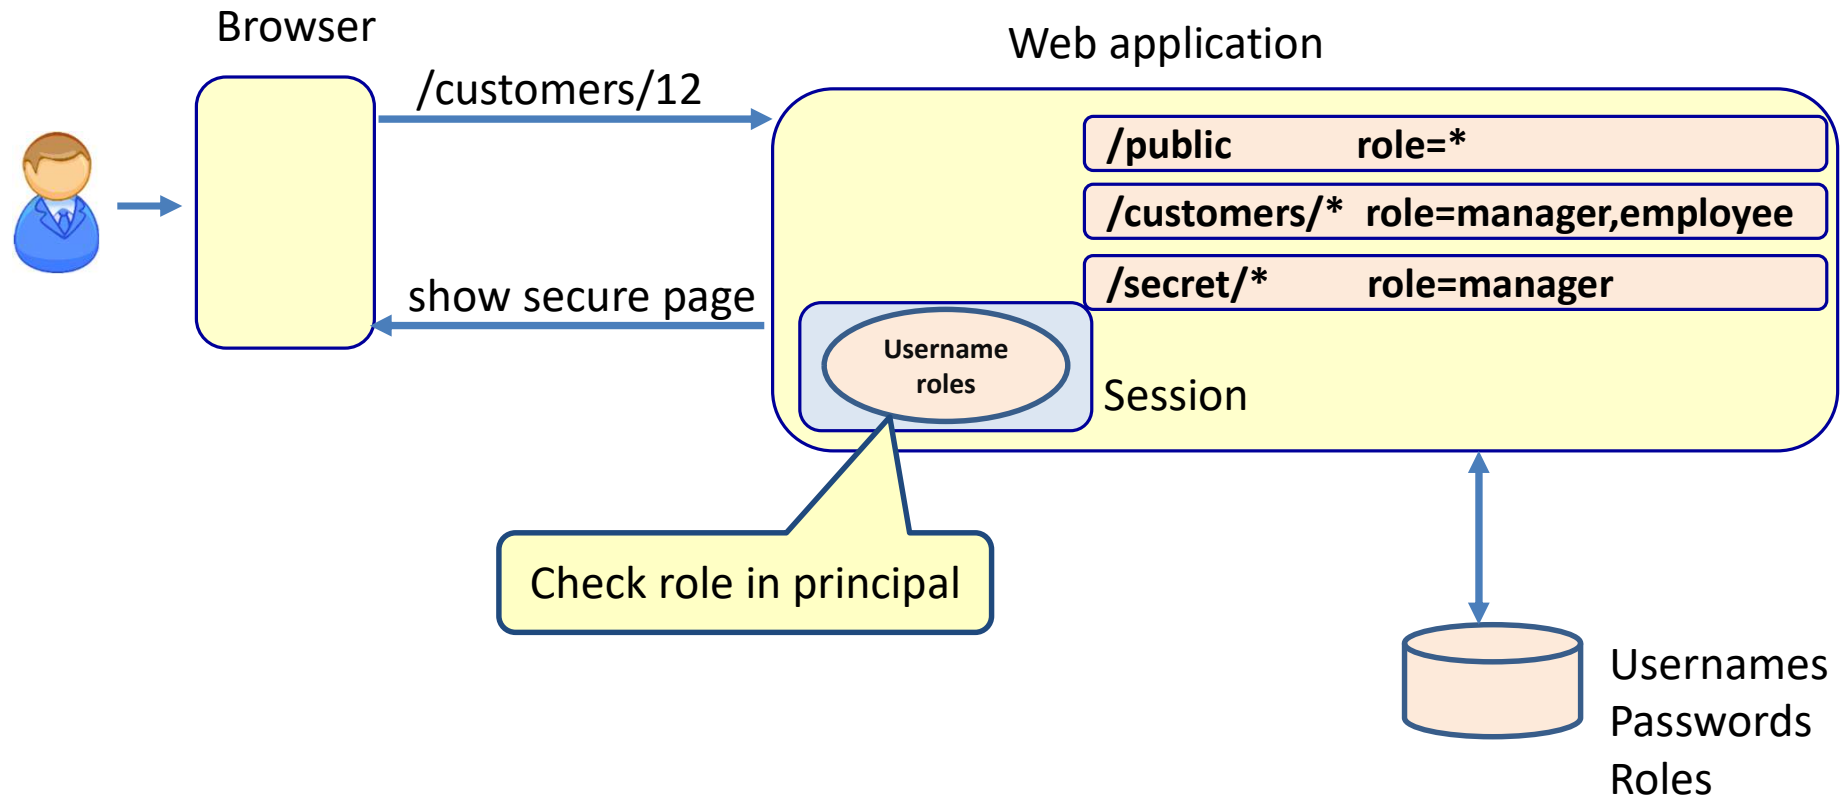 Browser
Web application
/customers/12
/public role=*
/customers/* role=manager,employee
/secret/* role=manager
show secure page
Username
roles
Session
Check role in principal
Usernames
Passwords
Roles